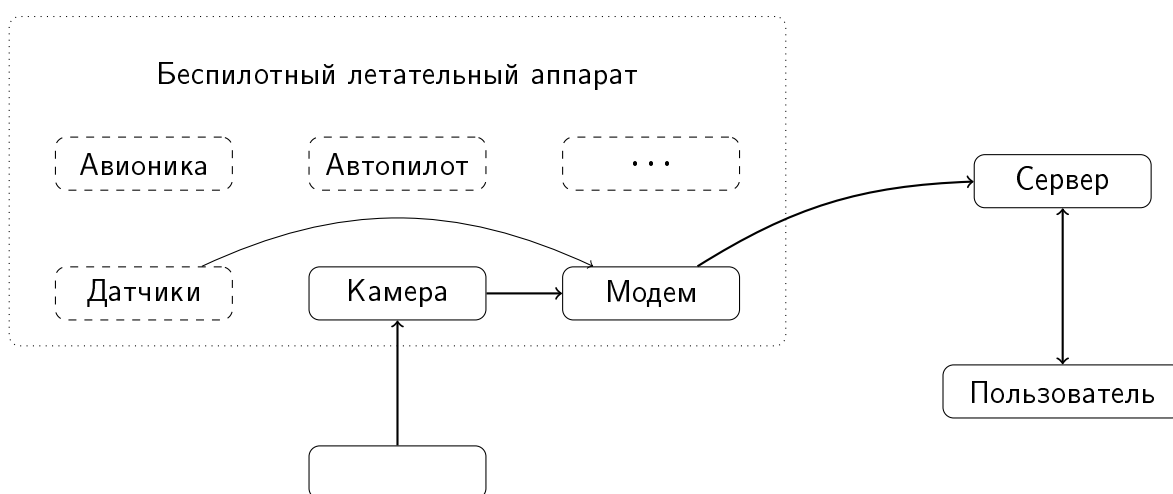 Беспилотный летательный аппарат
Авионика
Автопилот
...
Сервер
Датчики
Камера
Модем
Пользователь